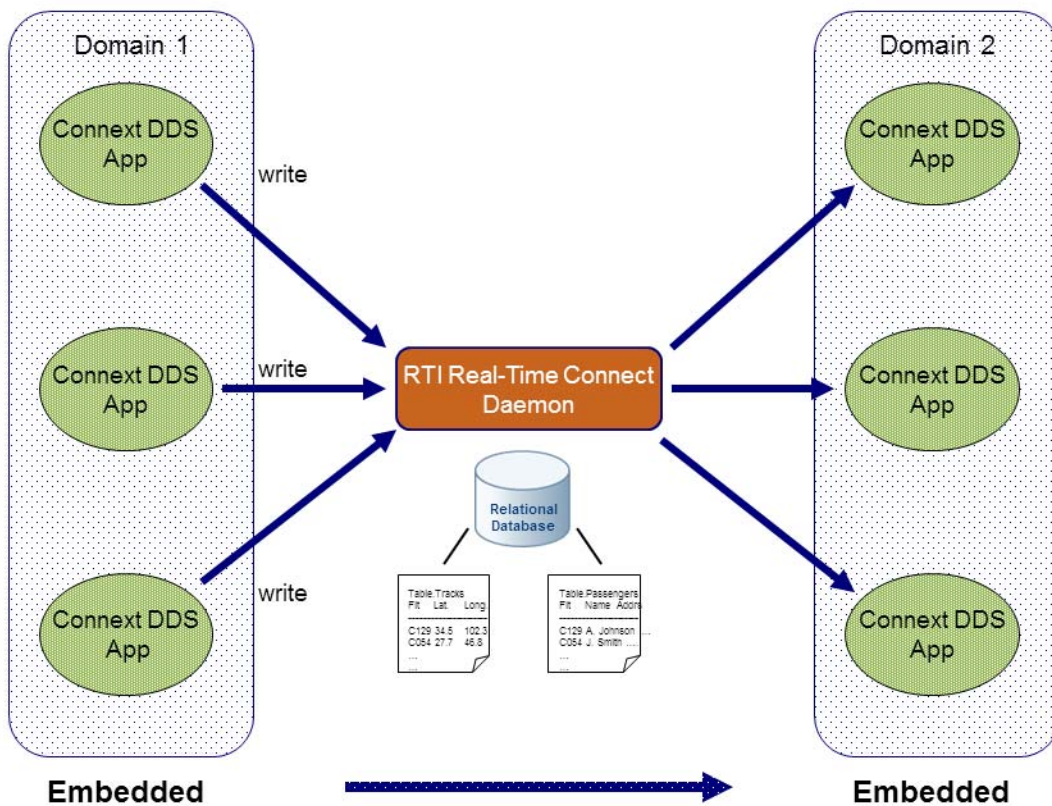 Domain 1
Connext DDS
App
write
Connext DDS
App
write
Connext DDS
App
write
RTI Real-Time Connect
Daemon
Relational
Database
Table.Tracks
Flt Lat. Long.
C129 34.5 102.3
C054 27.7 46.8
...
...
Table.Passengers
Flt Name Addrs
C129 A. Johnson ...
C054 J. Smith ...
...
...
Domain 2
Connext DDS
App
Connext DDS
App
Connext DDS
App
Embedded
Embedded